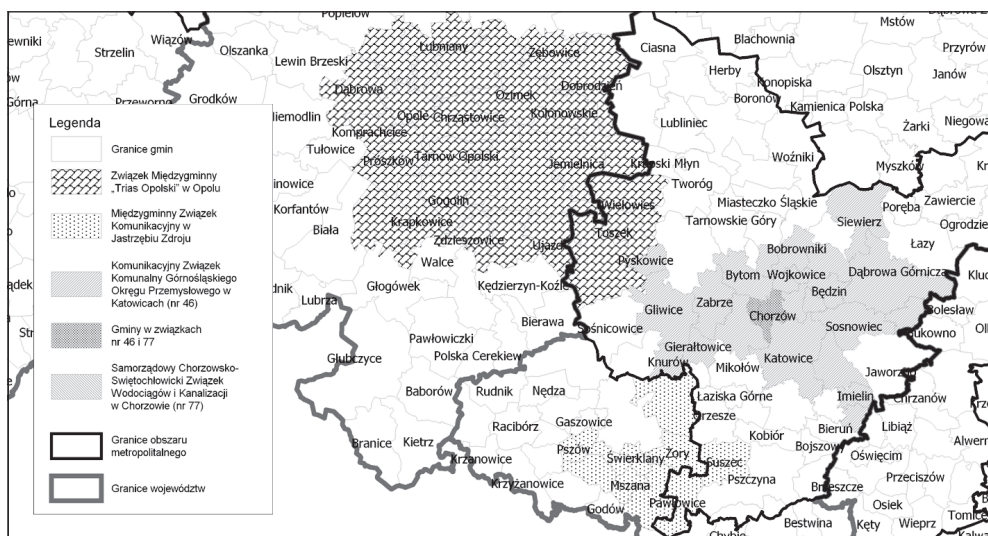 Popielów
Wiązów
Olszanka
Strzelin
Lewin Brzeski
Przeworno
Grodków
Łubniany
Zębowice
Dąbrowa
Ozimek
Dobrodzień
Niemodlin
Opole
Chrząstowice
Kolonowskie
Komprachcice
Tułowice
Prószków
Tarnów Opolski
Jemielnica
Korfantów
Gogolin
Biała
Krapkowice
Zdzieszowice
Ujazd
Walce
Głogówek
Kędzierzyn-Koźle
Lubrza
Bierawa
Pawłowiczki
Głubczyce
Polska Cerekiew
Baborów
Rudnik
Nędza
Branice
Kietrz
Racibórz
Gaszowice
Krzanowice
Pszów
Krzyżanowice
Świerklany
Żory
Mszana
Godów
Pawłowice
Suszec
Pszczyna
Ciasna
Blachownia
Mstów
Przyrów
Herby
Konopiska
Olsztyn
Janów
Boronów
Kamienica Polska
Lubliniec
Żarki
Niegowa
Woźniki
Myszków
Krupski Młyn
Tworóg
Wielowieś
Miasteczko Śląskie
Poręba
Zawiercie
Tarnowskie Góry
Siewierz
Toszek
Łazy
Pyskowice
Bobrowniki
Bytom
Wojkowice
Dąbrowa Górnicza
Będzin
Gliwice
Zabrze
Chorzów
Bolesław
Sośnicowice
Sosnowiec
Bukowno
Gierałtowice
Katowice
Knurów
Mikołów
Jaworzno
Łaziska Górne
Imielin
Chrzanów
Orzesze
Bieruń
Libiąż
Kobiór
Bojszowy
Oświęcim
Przeciszów
Brzeszcze
Osiek
Bestwina
Kęty
Wieprz
Legenda
Granice gmin
Związek Międzygminny
„Trias Opolski” w Opolu
Międzygminny Związek
Komunikacyjny w
Jastrzębiu Zdroju
Komunikacyjny Związek
Komunalny Górnośląskiego
Okręgu Przemysłowego w
Katowicach (nr 46)
Gminy w związkach
nr 46 i 77
Samorządowy Chorzowsko-
Świętochłowicki Związek
Wodociągów i Kanalizacji
w Chorzowie (nr 77)
Granice obszaru
metropolitalnego
Granice województw